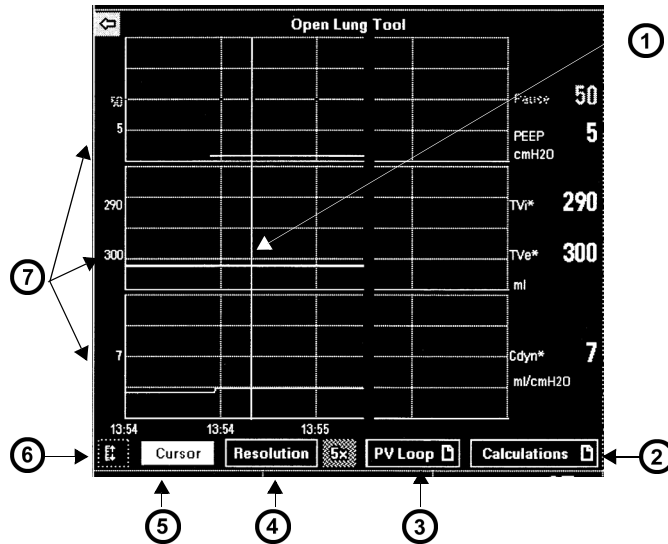 Open Lung Tool
1
50
Pause 50
5
PEEP 5
cmH2O
290
TVi* 290
300
TVe* 300
ml
7
7
Cdyn* 7
ml/cmH2O
13:54 13:54 13:55
6
Cursor Resolution 5x PV Loop Calculations
2
5 4 3